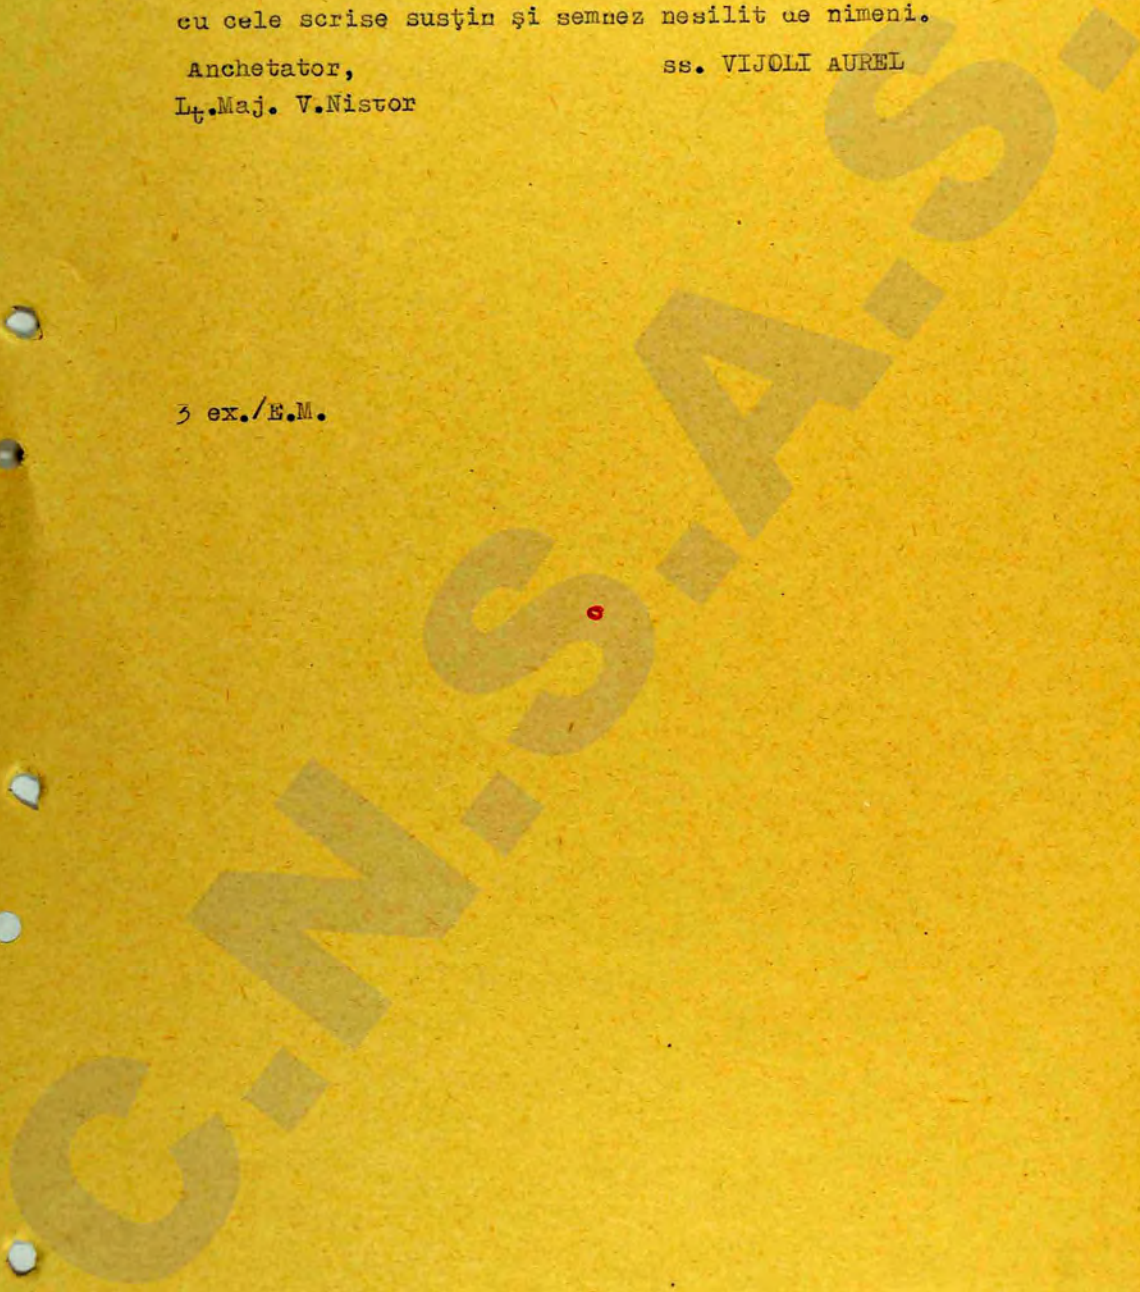 cu cele scrise susţin şi semnez nesilit de nimeni.
Anchetator,
ss. VIJOLI AUREL
Lt.Maj. V.Nistor
3 ex./E.M.
C.N.S.A.S.